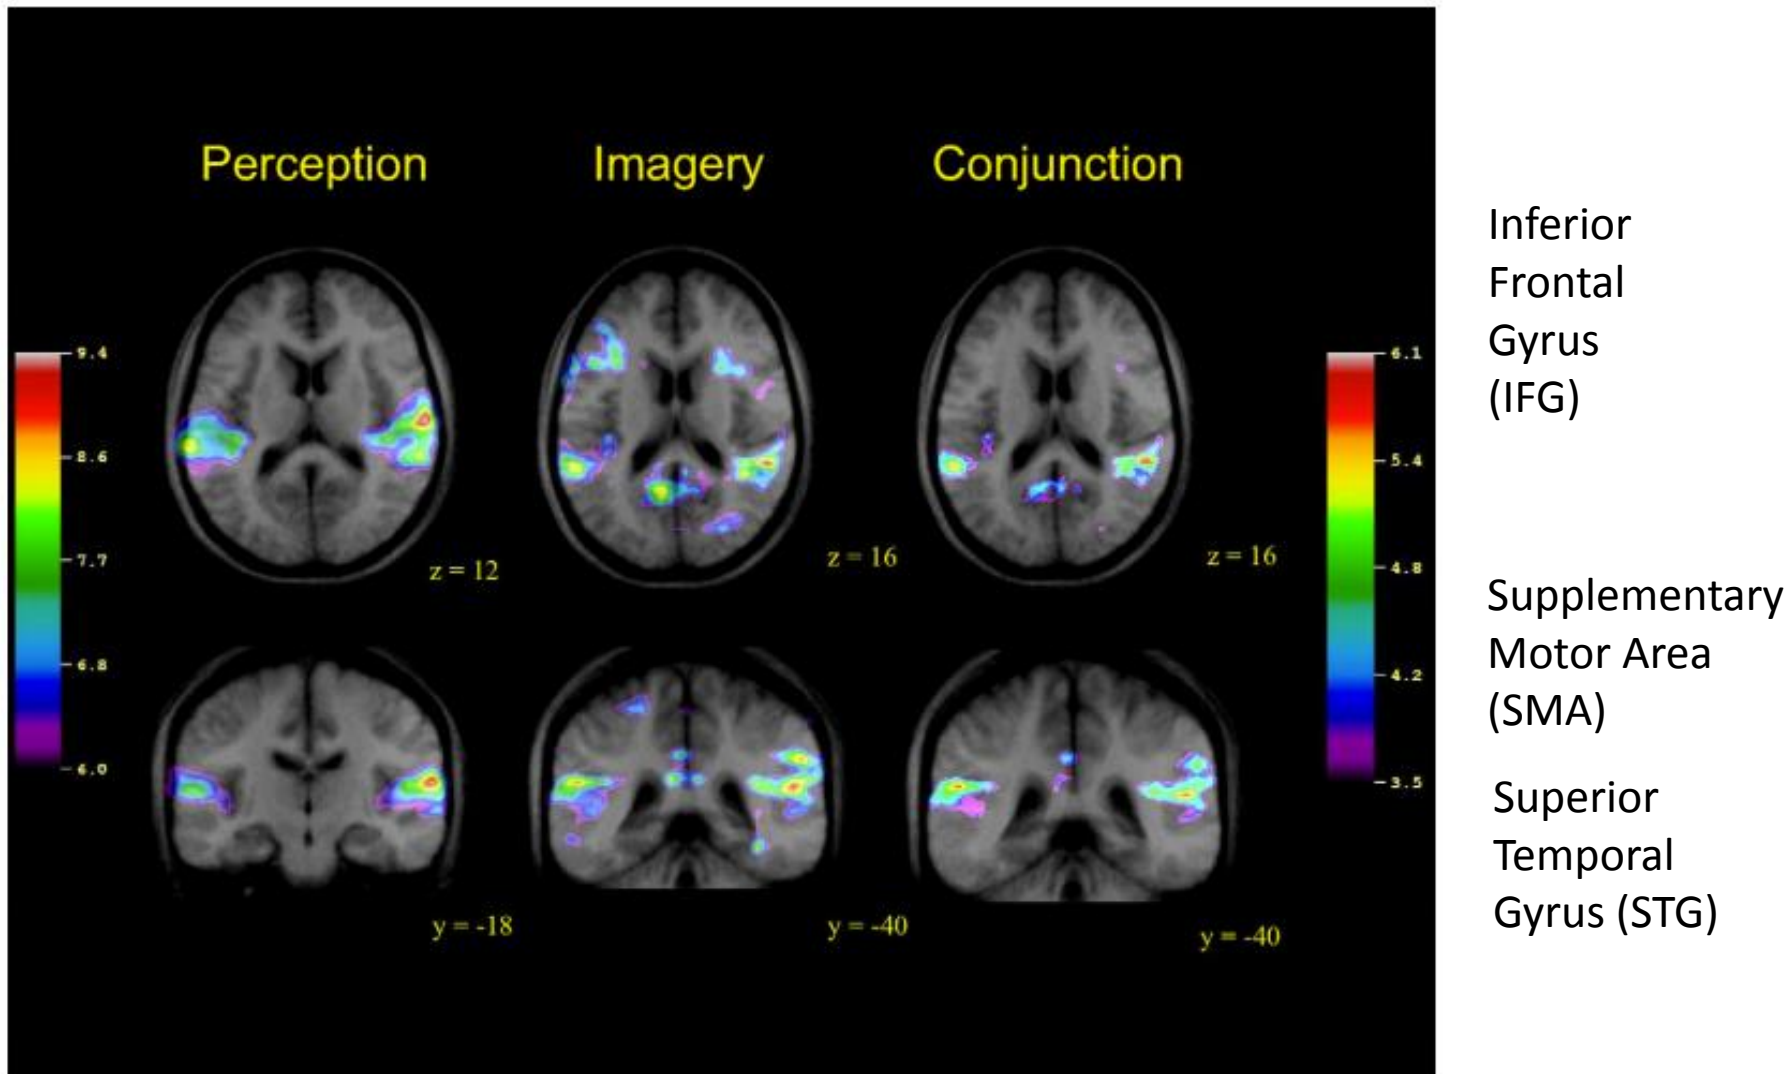 Perception
Imagery
Conjunction
9.4
8.6
7.7
6.8
6.0
z = 12
z = 16
z = 16
y = -18
y = -40
y = -40
6.1
5.4
4.8
4.2
3.5
Inferior
Frontal
Gyrus
(IFG)
Supplementary
Motor Area
(SMA)
Superior
Temporal
Gyrus (STG)